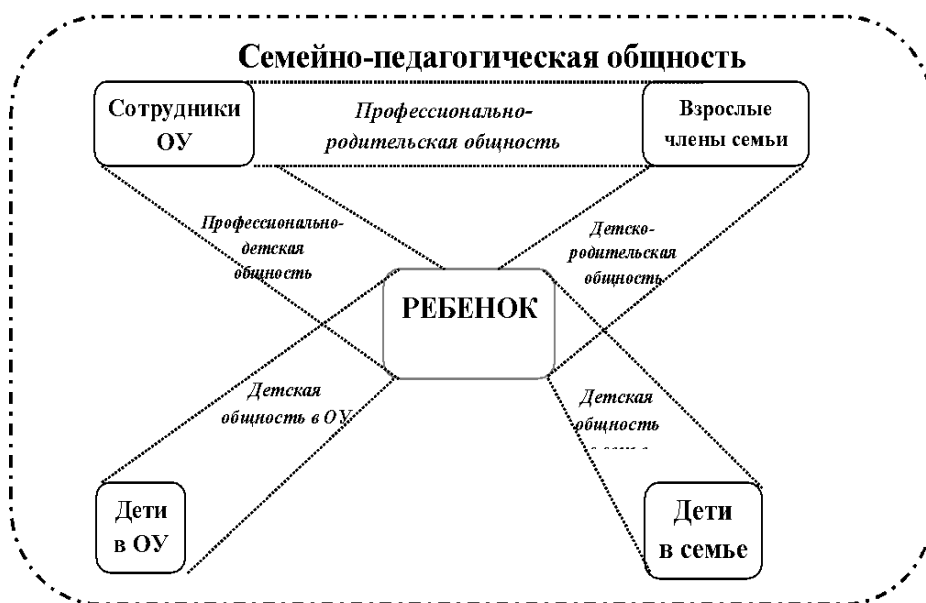 Семейно-педагогическая общность
Сотрудники
ОУ
Профессионально-
родительская общность
Взрослые
члены семьи
Профессионально-
детская
общность
Детско-
родительская
общность
РЕБЕНОК
Детская
общность в ОУ
Детская
общность
Дети
в ОУ
Дети
в семье